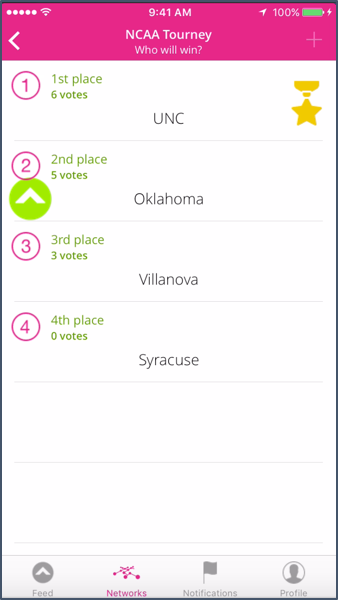 9:41 AM
100%
NCAA Tourney
Who will win?
1
1st place
6 votes
UNC
2
2nd place
5 votes
Oklahoma
3
3rd place
3 votes
Villanova
4
4th place
0 votes
Syracuse
Feed
Networks
Notifications
Profile